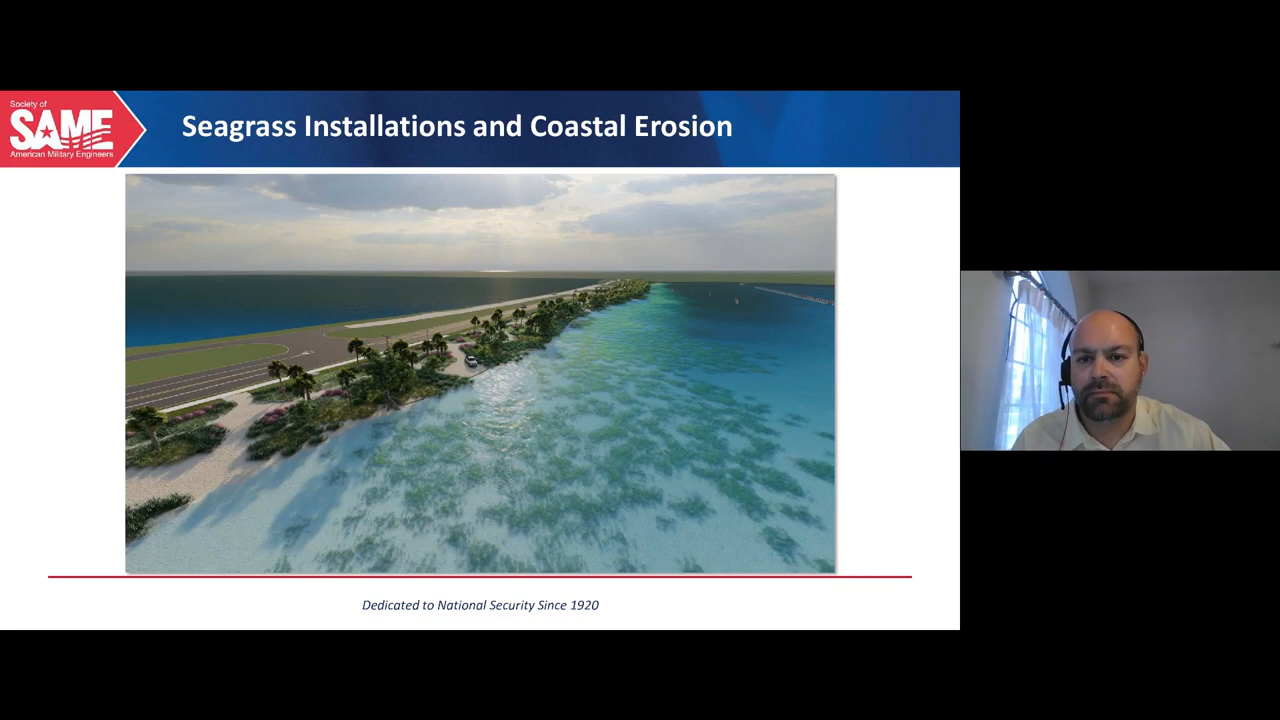 Society of
SAME
American Military Engineers
Seagrass Installations and Coastal Erosion
Dedicated to National Security Since 1920